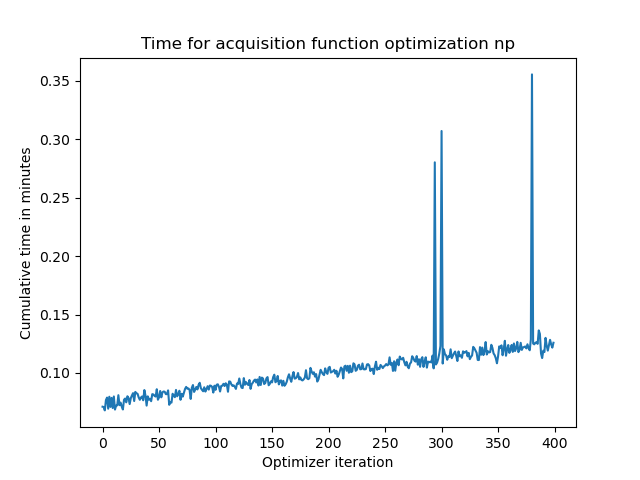 Time for acquisition function optimization np
0.35
0.30
0.25
0.20
0.15
0.10
Cumulative time in minutes
0 50 100 150 200 250 300 350 400
Optimizer iteration